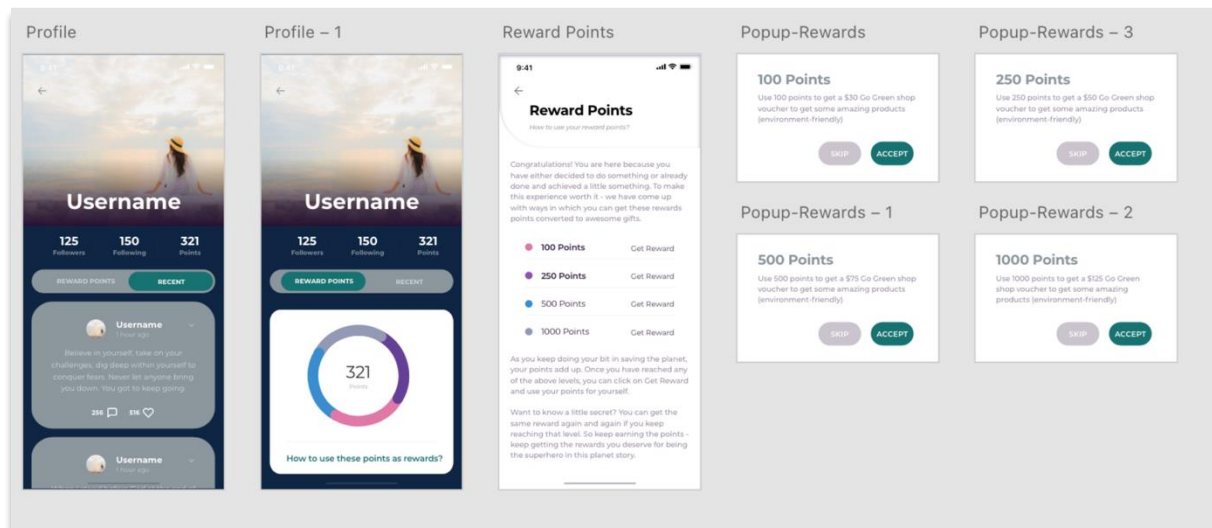 Profile
Profile – 1
Reward Points
Popup-Rewards
Popup-Rewards – 3
9:41
Username
125
150
321
Followers
Following
Points
REWARD POINTS
RECENT
Username
1 hour ago
Believe in yourself, take on your
challenges, dig deep within yourself to
conquer fears. Never let anyone bring
you down. You got to keep going.
256
516
Username
1 hour ago
9:41
Username
125
150
321
Followers
Following
Points
REWARD POINTS
RECENT
321
Points
How to use these points as rewards?
9:41
Reward Points
How to use your reward points?
Congratulations! You are here because you
have either decided to do something or already
done and achieved a little something. To make
this experience worth it - we have come up
with ways in which you can get these rewards
points converted to awesome gifts.
100 Points
Get Reward
250 Points
Get Reward
500 Points
Get Reward
1000 Points
Get Reward
As you keep doing your bit in saving the planet,
your points add up. Once you have reached any
of the above levels, you can click on Get Reward
and use your points for yourself.
Want to know a little secret? You can get the
same reward again and again if you keep
reaching that level. So keep earning the points -
keep getting the rewards you deserve for being
the superhero in this planet story.
100 Points
Use 100 points to get a $30 Go Green shop
voucher to get some amazing products
(environment-friendly)
SKIP
ACCEPT
250 Points
Use 250 points to get a $50 Go Green shop
voucher to get some amazing products
(environment-friendly)
SKIP
ACCEPT
Popup-Rewards – 1
Popup-Rewards – 2
500 Points
Use 500 points to get a $75 Go Green shop
voucher to get some amazing products
(environment-friendly)
SKIP
ACCEPT
1000 Points
Use 1000 points to get a $125 Go Green
shop voucher to get some amazing
products (environment-friendly)
SKIP
ACCEPT